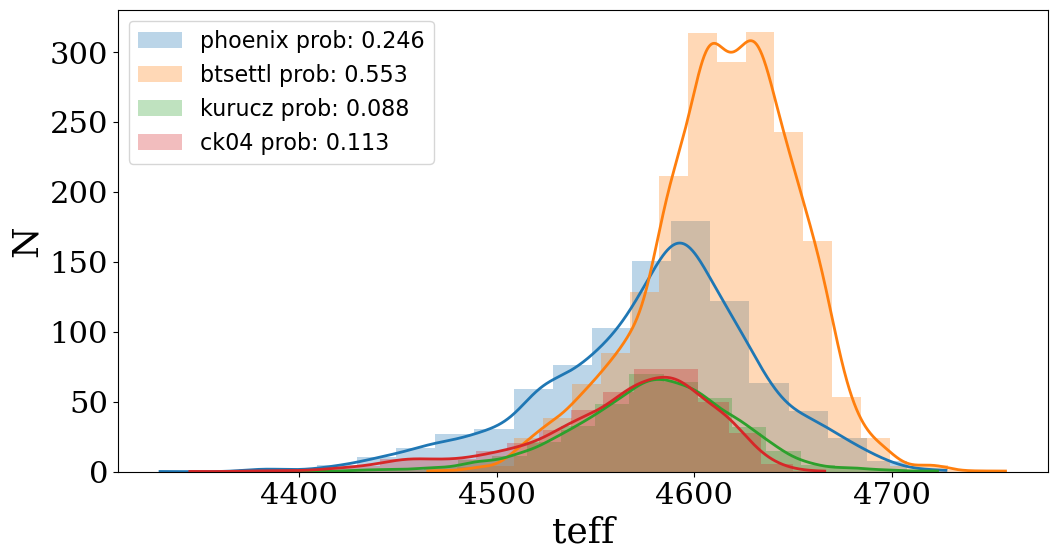 phoenix prob: 0.246
btsettl prob: 0.553
kurucz prob: 0.088
ck04 prob: 0.113
300
250
200
150
100
50
0
N
4400 4500 4600 4700
teff